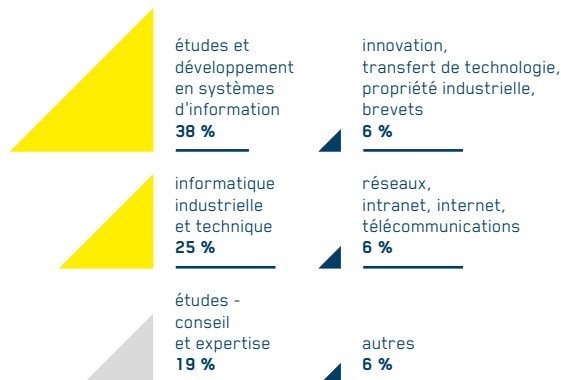 études et
développement
en systèmes
d'information
38 %
innovation,
transfert de technologie,
propriété industrielle,
brevets
6 %
informatique
industrielle
et technique
25 %
réseaux,
intranet, internet,
télécommunications
6 %
études -
conseil
et expertise
19 %
autres
6 %